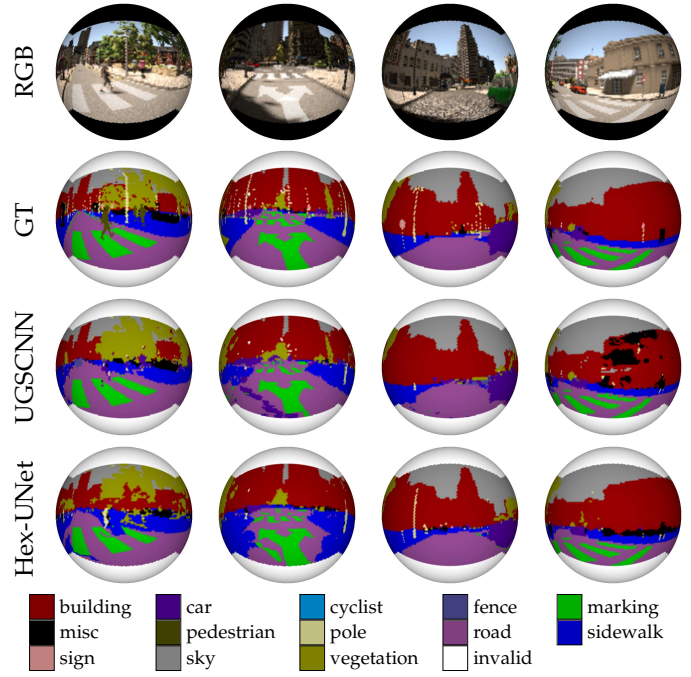 RGB
GT
UGSCNN
Hex-UNet
building car cyclist fence marking
misc pedestrian pole road sidewalk
sign sky vegetation invalid